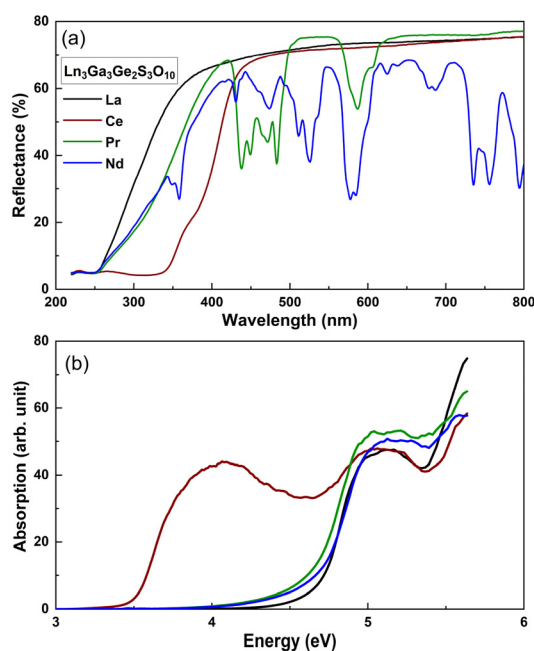 (a)
Ln₃Ga₃Ge₂S₃O₁₀
La
Ce
Pr
Nd
Reflectance (%)
80
60
40
20
0
200 300 400 500 600 700 800
Wavelength (nm)
(b)
Absorption (arb. unit)
80
60
40
20
0
3 4 5 6
Energy (eV)